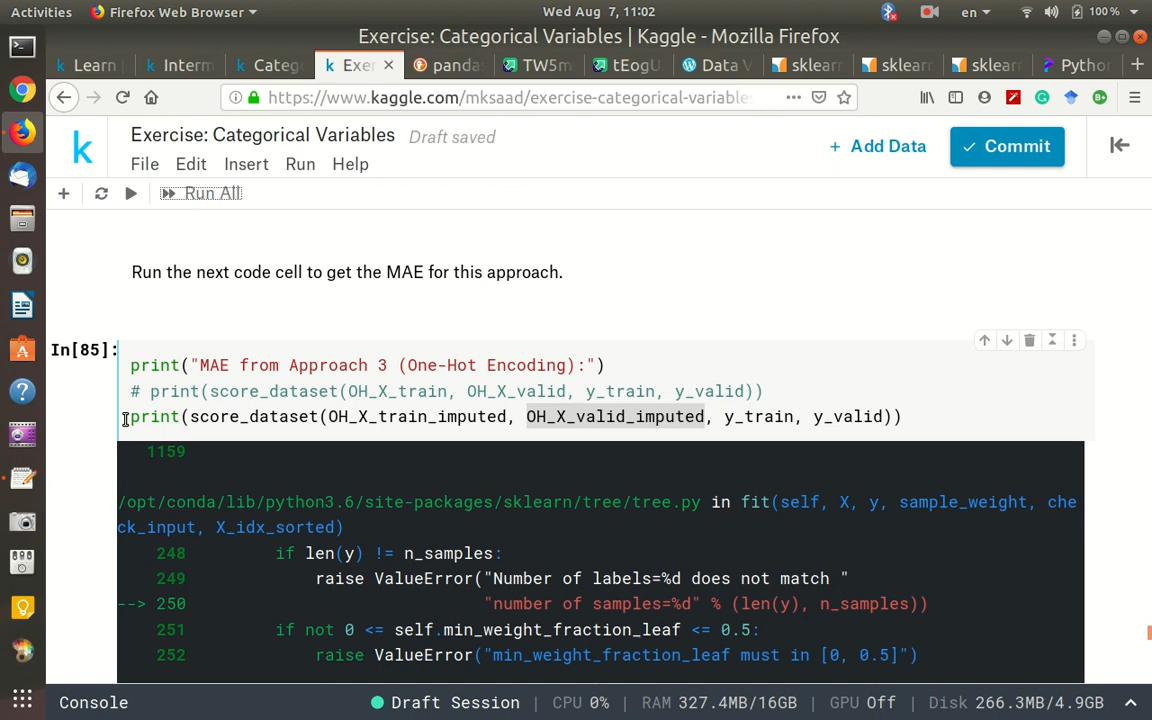 Activities Firefox Web Browser Wed Aug 7, 11:02 en 100 %
Exercise: Categorical Variables | Kaggle - Mozilla Firefox
Learn Interm Categ Exer panda TW5m tEogU Data V sklear sklear sklear Python
https://www.kaggle.com/mksaad/exercise-categorical-variable
Exercise: Categorical Variables Draft saved
File Edit Insert Run Help
+ Add Data Commit
Run All
Run the next code cell to get the MAE for this approach.
In[85]:
print("MAE from Approach 3 (One-Hot Encoding):")
# print(score_dataset(OH_X_train, OH_X_valid, y_train, y_valid))
print(score_dataset(OH_X_train_imputed, OH_X_valid_imputed, y_train, y_valid))
1159
/opt/conda/lib/python3.6/site-packages/sklearn/tree/tree.py in fit(self, X, y, sample_weight, che
ck_input, X_idx_sorted)
248 if len(y) != n_samples:
249 raise ValueError("Number of labels=%d does not match "
--> 250 "number of samples=%d" % (len(y), n_samples))
251 if not 0 <= self.min_weight_fraction_leaf <= 0.5:
252 raise ValueError("min_weight_fraction_leaf must in [0, 0.5]")
Console Draft Session | CPU 0% | RAM 327.4MB/16GB | GPU Off | Disk 266.3MB/4.9GB